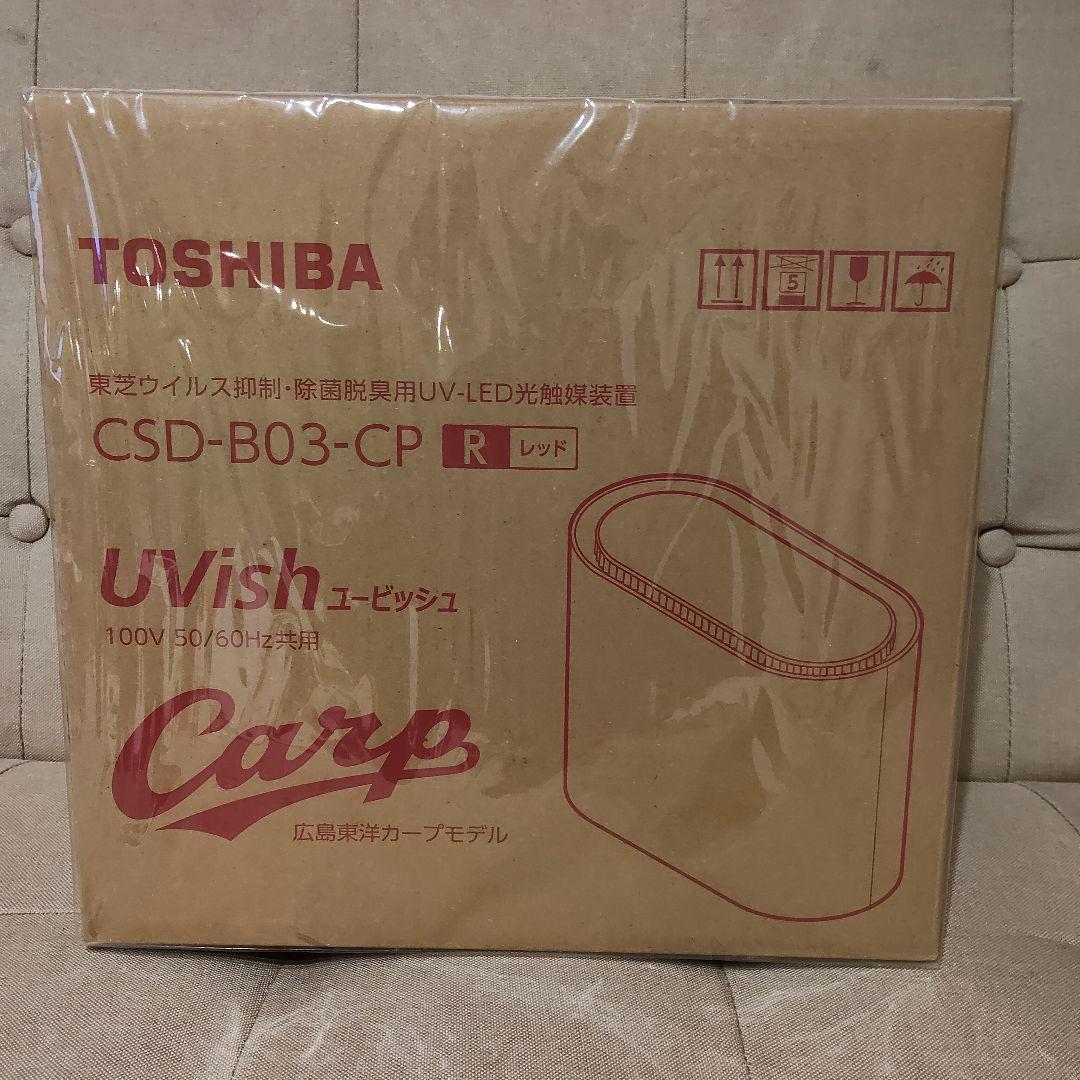 TOSHIBA
5
東芝ウイルス抑制・除菌脱臭用UV-LED光触媒装置
CSD-B03-CP R レッド
UVish ユービッシュ
100V 50/60Hz共用
Carp
広島東洋カープモデル